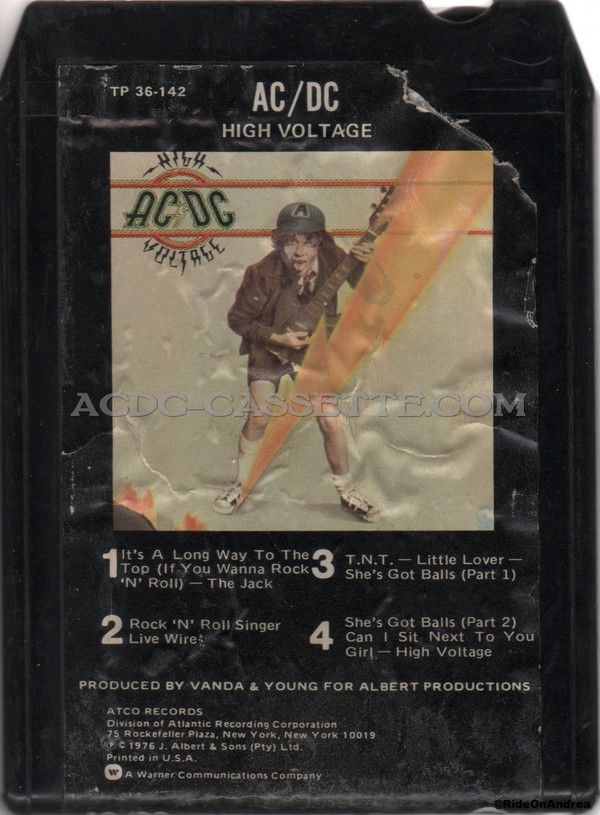 TP 36-142
AC/DC
HIGH VOLTAGE
HIGH
AC DC
VOLTAGE
A
ACDC-CASSETTE.COM
1 It's A Long Way To The
Top (If You Wanna Rock
'N' Roll) — The Jack
2 Rock 'N' Roll Singer
Live Wire
3 T.N.T. — Little Lover —
She's Got Balls (Part 1)
4 She's Got Balls (Part 2)
Can I Sit Next To You
Girl — High Voltage
PRODUCED BY VANDA & YOUNG FOR ALBERT PRODUCTIONS
ATCO RECORDS
Division of Atlantic Recording Corporation
75 Rockefeller Plaza, New York, New York 10019
℗ © 1976 J. Albert & Sons (Pty) Ltd.
Printed in U.S.A.
A Warner Communications Company
@RideOnAndrea